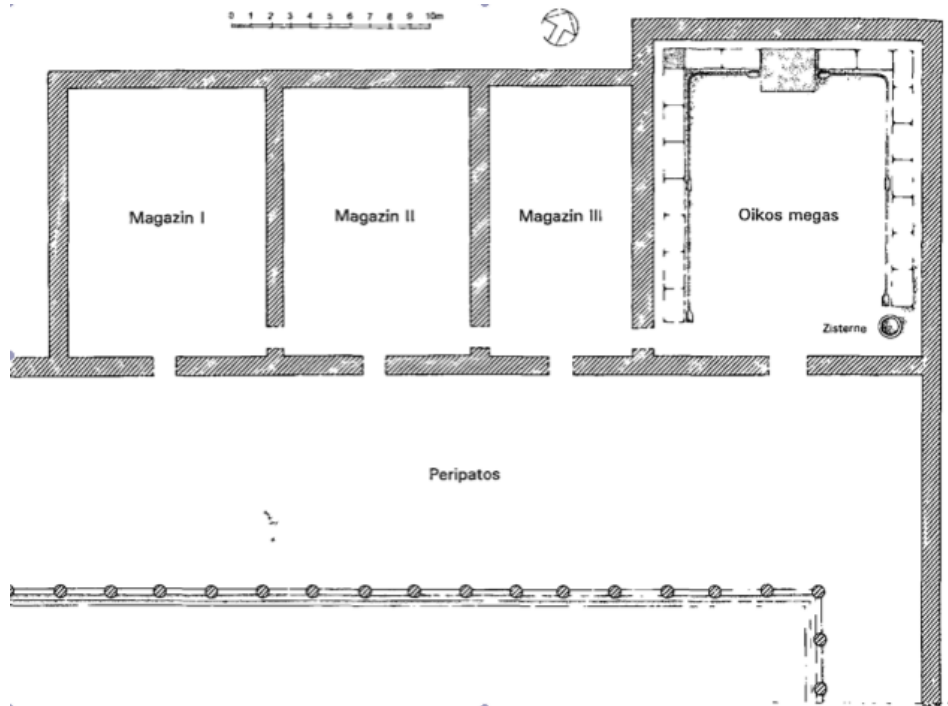 0 1 2 3 4 5 6 7 8 9 10m
Magazin I
Magazin II
Magazin III
Oikos megas
Zisterne
Peripatos